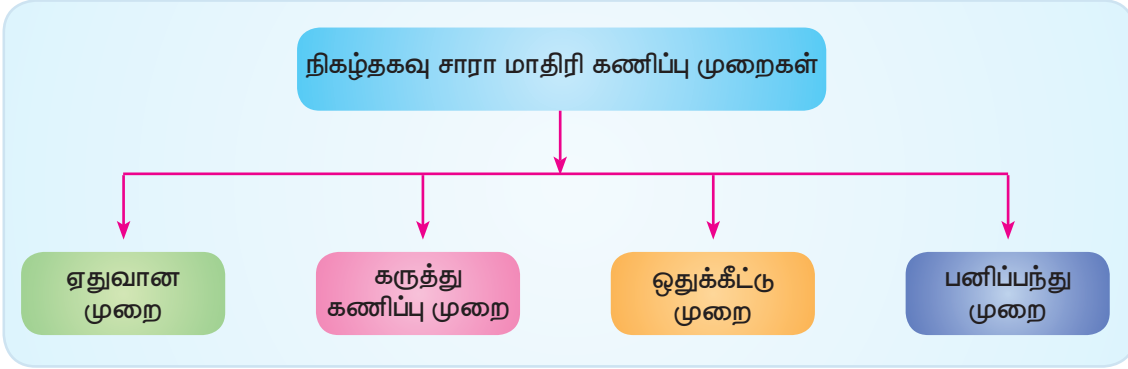 நிகழ்தகவு சாரா மாதிரி கணிப்பு முறைகள்
ஏதுவான
முறை
கருத்து
கணிப்பு முறை
ஒதுக்கீட்டு
முறை
பனிப்பந்து
முறை